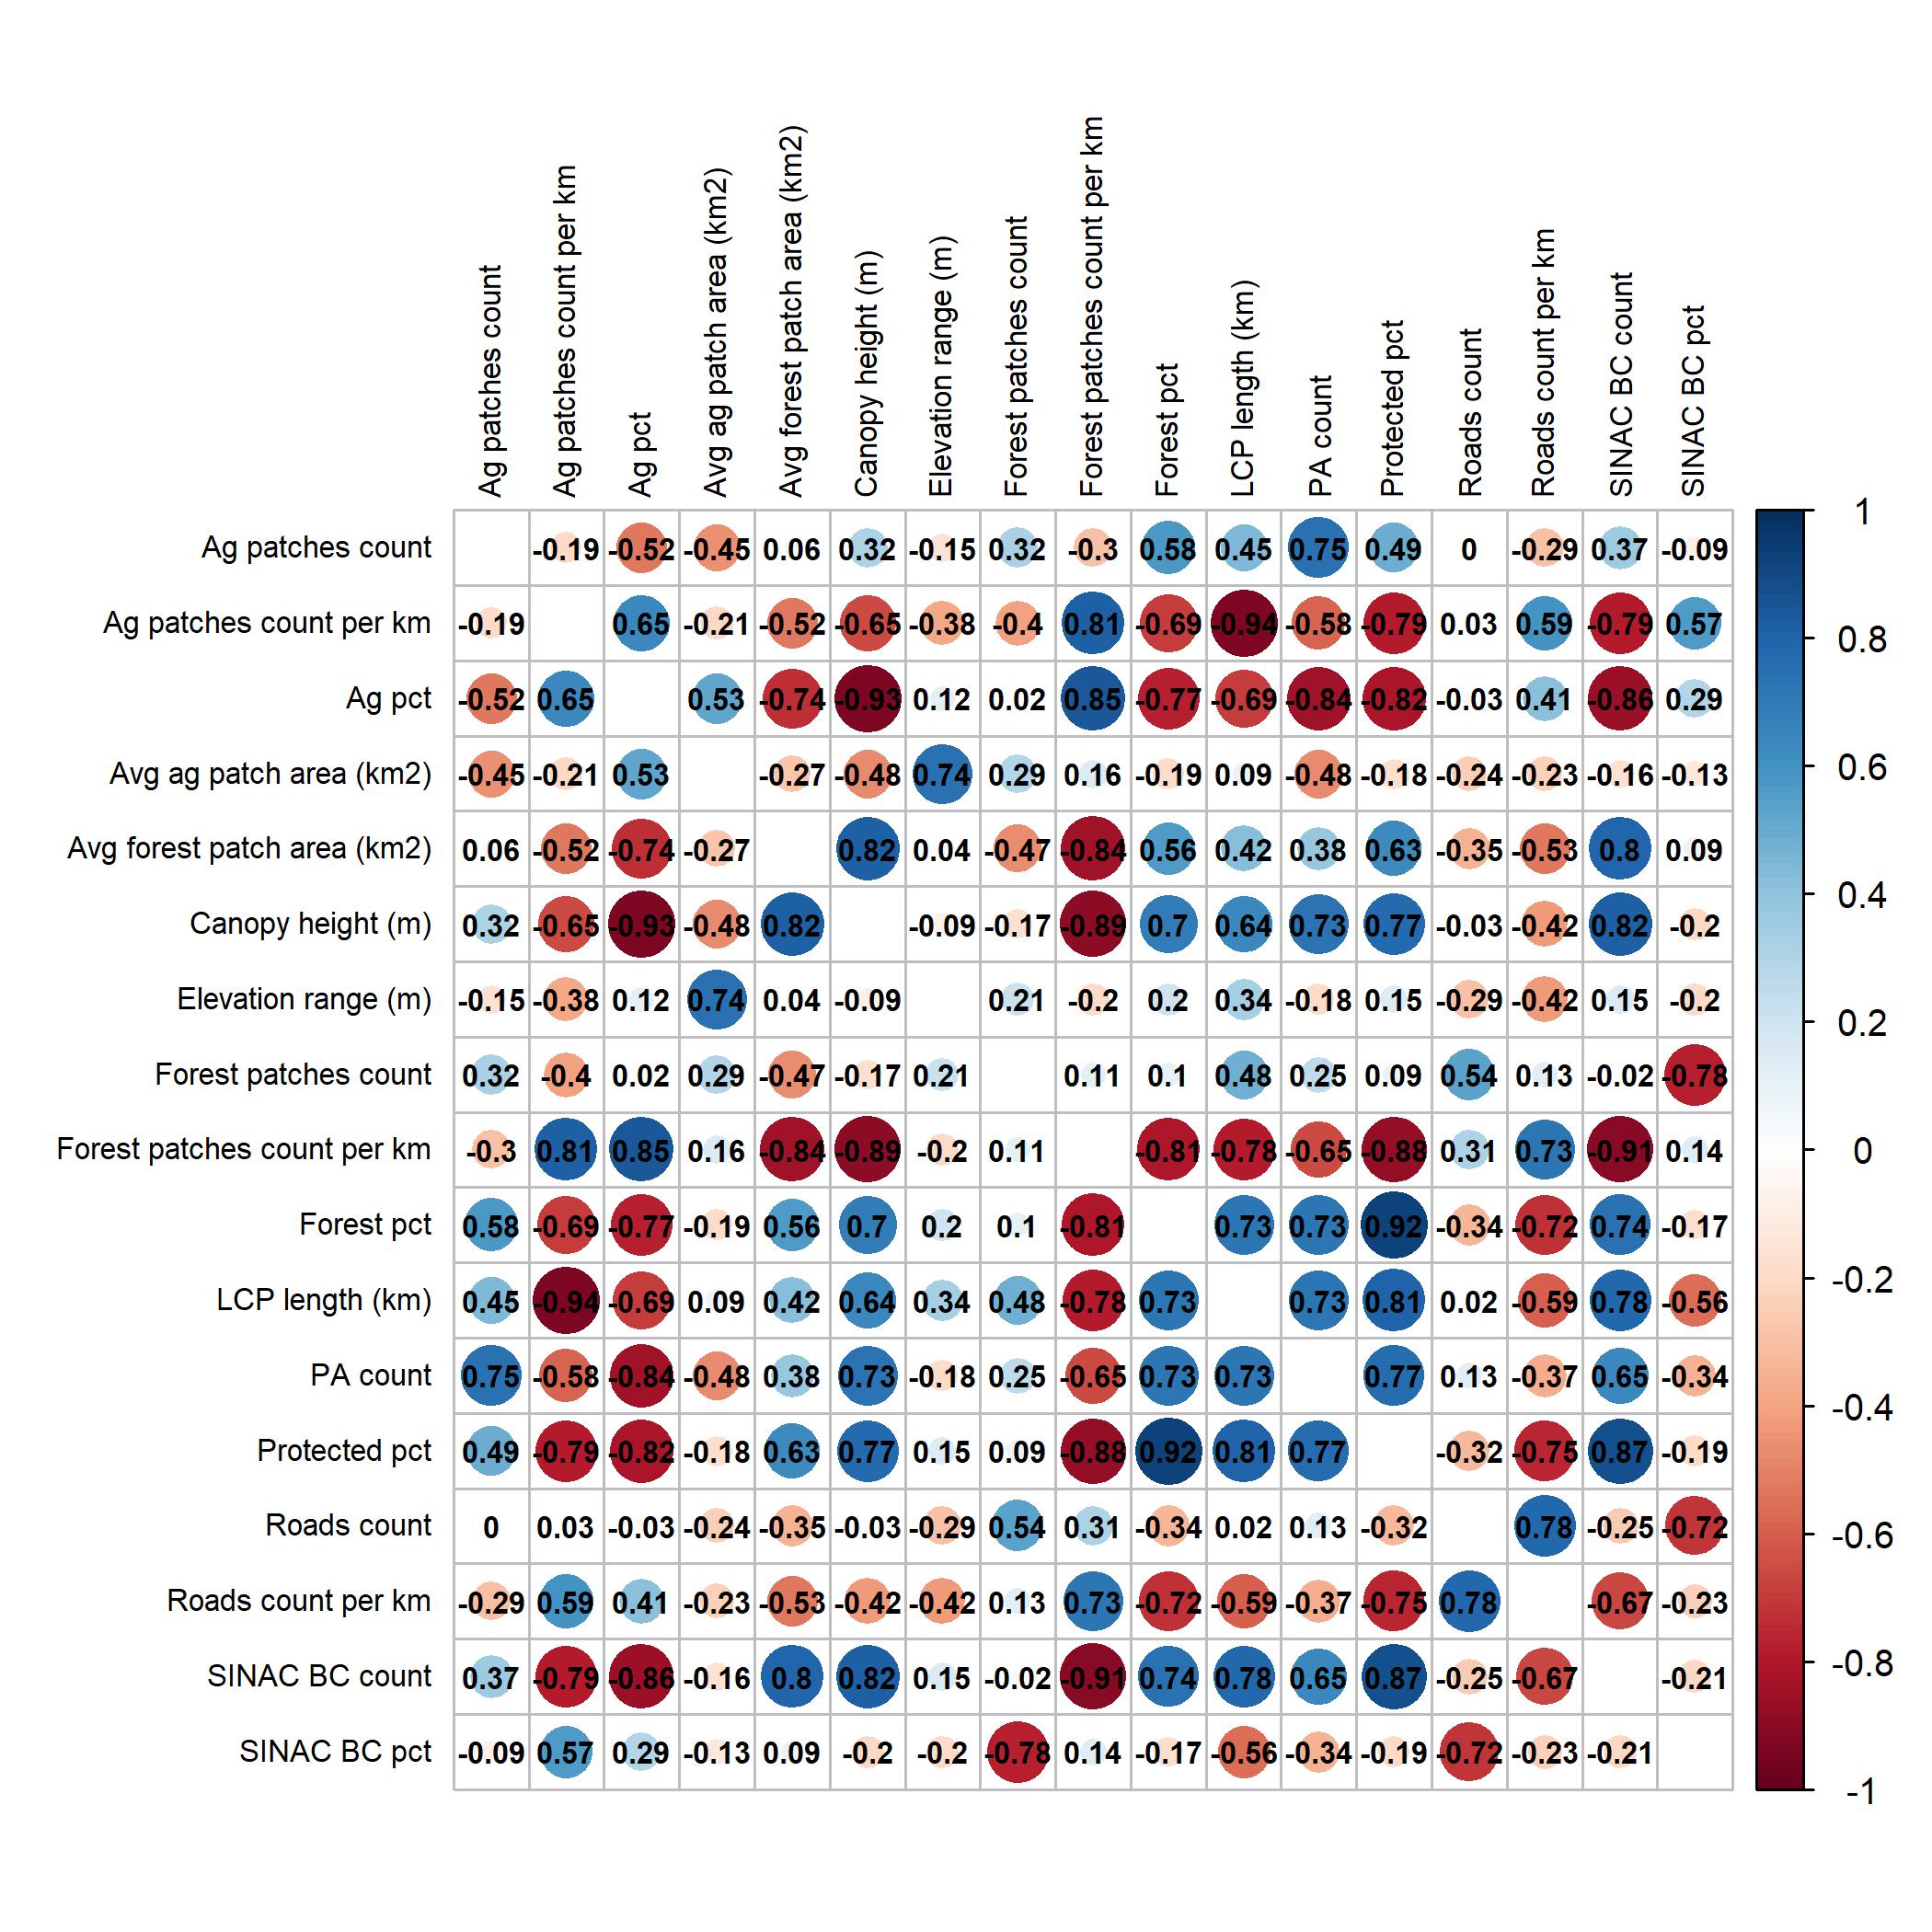 Ag patches count
Ag patches count per km
Ag pct
Avg ag patch area (km2)
Avg forest patch area (km2)
Canopy height (m)
Elevation range (m)
Forest patches count
Forest patches count per km
Forest pct
LCP length (km)
PA count
Protected pct
Roads count
Roads count per km
SINAC BC count
SINAC BC pct
Ag patches count -0.19 -0.52 -0.45 0.06 0.32 -0.15 0.32 -0.3 0.58 0.45 0.75 0.49 0 -0.29 0.37 -0.09
Ag patches count per km -0.19 0.65 -0.21 -0.52 -0.65 -0.38 -0.4 0.81 -0.69 -0.94 -0.58 -0.79 0.03 0.59 -0.79 0.57
Ag pct -0.52 0.65 0.53 -0.74 -0.93 0.12 0.02 0.85 -0.77 -0.69 -0.84 -0.82 -0.03 0.41 -0.86 0.29
Avg ag patch area (km2) -0.45 -0.21 0.53 -0.27 -0.48 0.74 0.29 0.16 -0.19 0.09 -0.48 -0.18 -0.24 -0.23 -0.16 -0.13
Avg forest patch area (km2) 0.06 -0.52 -0.74 -0.27 0.82 0.04 -0.47 -0.84 0.56 0.42 0.38 0.63 -0.35 -0.53 0.8 0.09
Canopy height (m) 0.32 -0.65 -0.93 -0.48 0.82 -0.09 -0.17 -0.89 0.7 0.64 0.73 0.77 -0.03 -0.42 0.82 -0.2
Elevation range (m) -0.15 -0.38 0.12 0.74 0.04 -0.09 0.21 -0.2 0.2 0.34 -0.18 0.15 -0.29 -0.42 0.15 -0.2
Forest patches count 0.32 -0.4 0.02 0.29 -0.47 -0.17 0.21 0.11 0.1 0.48 0.25 0.09 0.54 0.13 -0.02 -0.78
Forest patches count per km -0.3 0.81 0.85 0.16 -0.84 -0.89 -0.2 0.11 -0.81 -0.78 -0.65 -0.88 0.31 0.73 -0.91 0.14
Forest pct 0.58 -0.69 -0.77 -0.19 0.56 0.7 0.2 0.1 -0.81 0.73 0.73 0.92 -0.34 -0.72 0.74 -0.17
LCP length (km) 0.45 -0.94 -0.69 0.09 0.42 0.64 0.34 0.48 -0.78 0.73 0.73 0.81 0.02 -0.59 0.78 -0.56
PA count 0.75 -0.58 -0.84 -0.48 0.38 0.73 -0.18 0.25 -0.65 0.73 0.73 0.77 0.13 -0.37 0.65 -0.34
Protected pct 0.49 -0.79 -0.82 -0.18 0.63 0.77 0.15 0.09 -0.88 0.92 0.81 0.77 -0.32 -0.75 0.87 -0.19
Roads count 0 0.03 -0.03 -0.24 -0.35 -0.03 -0.29 0.54 0.31 -0.34 0.02 0.13 -0.32 0.78 -0.25 -0.72
Roads count per km -0.29 0.59 0.41 -0.23 -0.53 -0.42 -0.42 0.13 0.73 -0.72 -0.59 -0.37 -0.75 0.78 -0.67 -0.23
SINAC BC count 0.37 -0.79 -0.86 -0.16 0.8 0.82 0.15 -0.02 -0.91 0.74 0.78 0.65 0.87 -0.25 -0.67 -0.21
SINAC BC pct -0.09 0.57 0.29 -0.13 0.09 -0.2 -0.2 -0.78 0.14 -0.17 -0.56 -0.34 -0.19 -0.72 -0.23 -0.21
1
0.8
0.6
0.4
0.2
0
-0.2
-0.4
-0.6
-0.8
-1